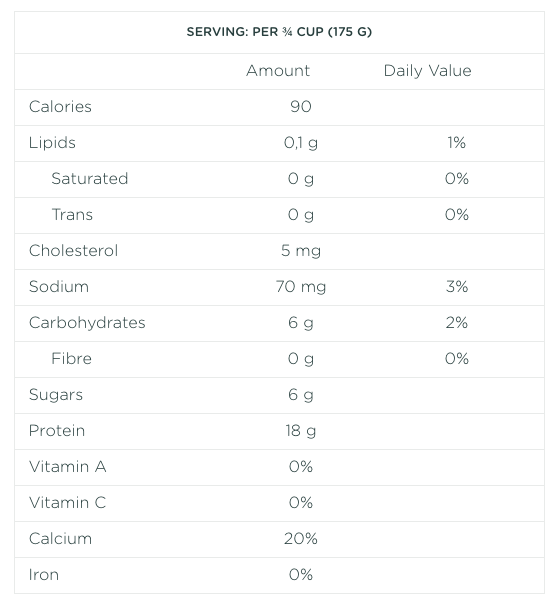 SERVING: PER ¾ CUP (175 G)
Amount Daily Value
Calories 90
Lipids 0,1 g 1%
Saturated 0 g 0%
Trans 0 g 0%
Cholesterol 5 mg
Sodium 70 mg 3%
Carbohydrates 6 g 2%
Fibre 0 g 0%
Sugars 6 g
Protein 18 g
Vitamin A 0%
Vitamin C 0%
Calcium 20%
Iron 0%